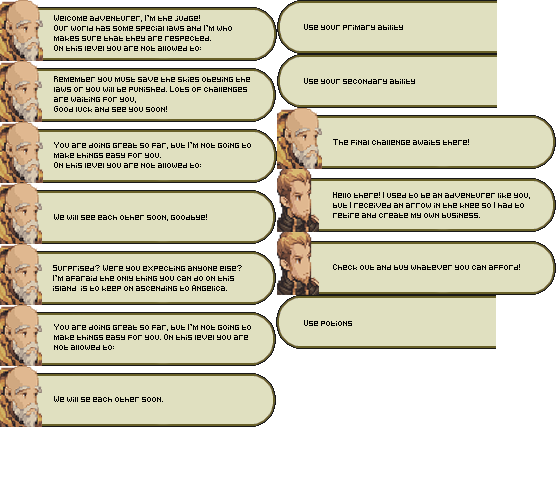 Welcome adventurer, I'm the Judge!
Our world has some special laws and I'm who
makes sure that they are respected.
On this level you are not allowed to:
Remember you must save the skies obeying the
laws or you will be punished. Lots of challenges
are waiting for you,
Good luck and see you soon!
You are doing great so far, but I'm not going to
make things easy for you.
On this level you are not allowed to:
We will see each other soon, goodbye!
Surprised? Were you expecting anyone else?
I'm afaraid the only thing you can do on this
island is to keep on ascending to Angelica.
You are doing great so far, but I'm not going to
make things easy for you. On this level you are
not allowed to:
We will se each other soon.
Use your primary ability
Use your secondary ability
The final challenge awaits there!
Hello there! I used to be an adventurer like you,
but I received an arrow in the knee so I had to
retire and create my own business.
Check out and buy whatever you can afford!
Use potions